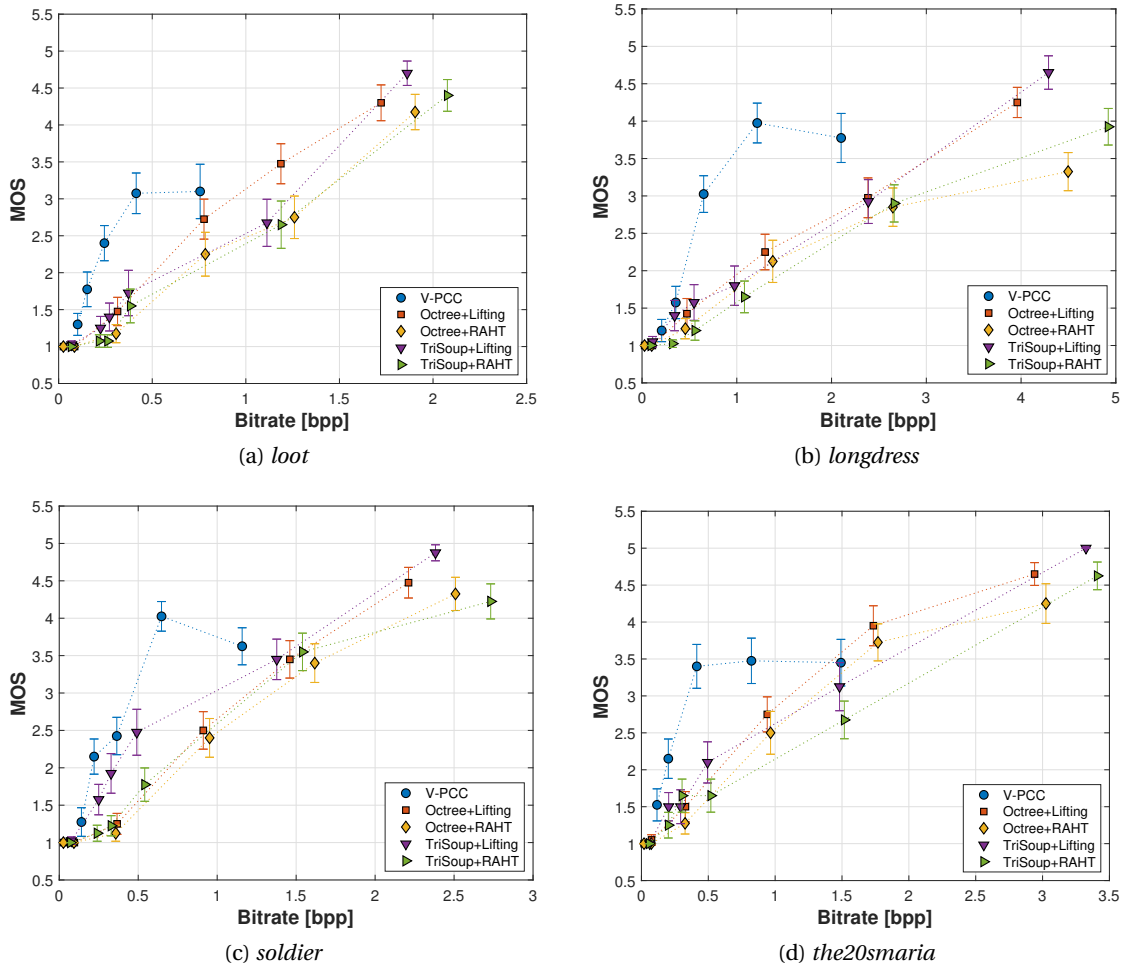 5.5
5
4.5
4
3.5
3
2.5
2
1.5
1
0.5
MOS
V-PCC
Octree+Lifting
Octree+RAHT
TriSoup+Lifting
TriSoup+RAHT
0 0.5 1 1.5 2 2.5
Bitrate [bpp]
(a) loot
5.5
5
4.5
4
3.5
3
2.5
2
1.5
1
0.5
MOS
V-PCC
Octree+Lifting
Octree+RAHT
TriSoup+Lifting
TriSoup+RAHT
0 1 2 3 4 5
Bitrate [bpp]
(b) longdress
5.5
5
4.5
4
3.5
3
2.5
2
1.5
1
0.5
MOS
V-PCC
Octree+Lifting
Octree+RAHT
TriSoup+Lifting
TriSoup+RAHT
0 0.5 1 1.5 2 2.5 3
Bitrate [bpp]
(c) soldier
5.5
5
4.5
4
3.5
3
2.5
2
1.5
1
0.5
MOS
V-PCC
Octree+Lifting
Octree+RAHT
TriSoup+Lifting
TriSoup+RAHT
0 0.5 1 1.5 2 2.5 3 3.5
Bitrate [bpp]
(d) the20smaria